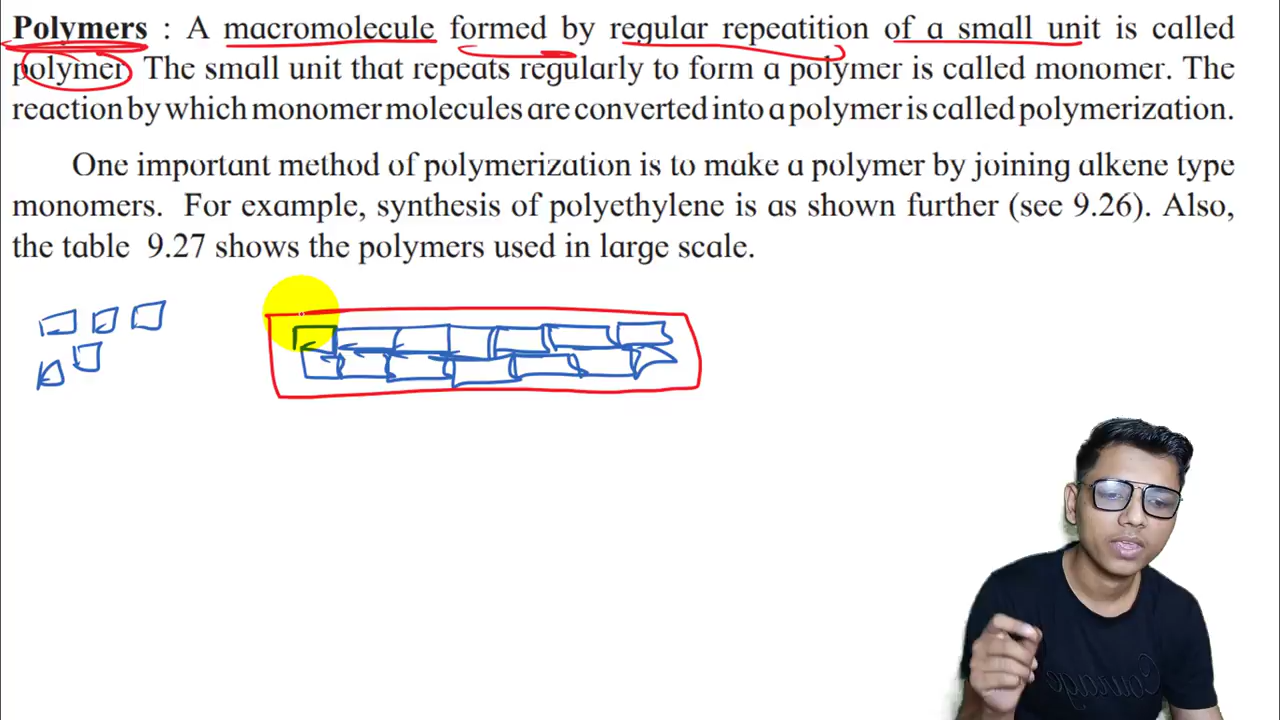 Polymers : A macromolecule formed by regular repeatition of a small unit is called
polymer. The small unit that repeats regularly to form a polymer is called monomer. The
reaction by which monomer molecules are converted into a polymer is called polymerization.
One important method of polymerization is to make a polymer by joining alkene type
monomers. For example, synthesis of polyethylene is as shown further (see 9.26). Also,
the table 9.27 shows the polymers used in large scale.
Courage